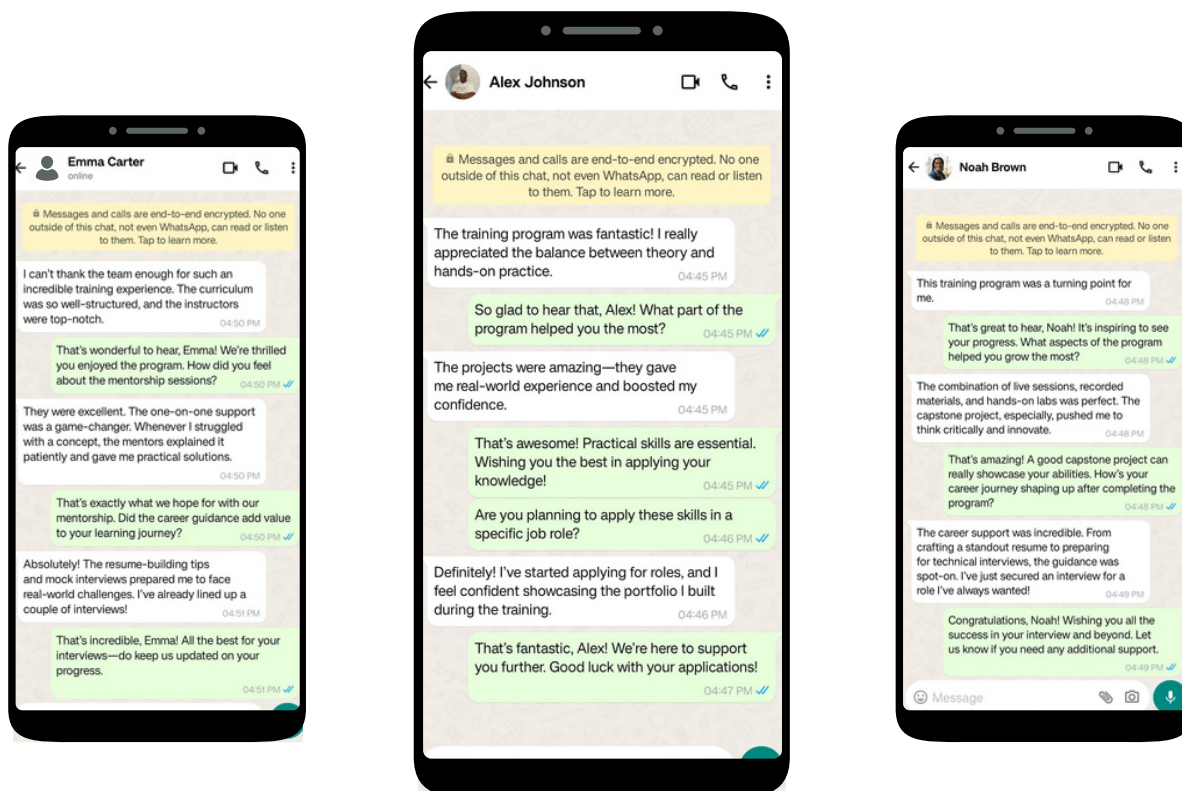 Emma Carter
online
Messages and calls are end-to-end encrypted. No one
outside of this chat, not even WhatsApp, can read or listen
to them. Tap to learn more.
I can't thank the team enough for such an
incredible training experience. The curriculum
was so well-structured, and the instructors
were top-notch.
04:50 PM
That's wonderful to hear, Emma! We're thrilled
you enjoyed the program. How did you feel
about the mentorship sessions?
04:50 PM
They were excellent. The one-on-one support
was a game-changer. Whenever I struggled
with a concept, the mentors explained it
patiently and gave me practical solutions.
04:50 PM
That's exactly what we hope for with our
mentorship. Did the career guidance add value
to your learning journey?
04:50 PM
Absolutely! The resume-building tips
and mock interviews prepared me to face
real-world challenges. I've already lined up a
couple of interviews!
04:51 PM
That's incredible, Emma! All the best for your
interviews—do keep us updated on your
progress.
04:51 PM
Alex Johnson
Messages and calls are end-to-end encrypted. No one
outside of this chat, not even WhatsApp, can read or listen
to them. Tap to learn more.
The training program was fantastic! I really
appreciated the balance between theory and
hands-on practice.
04:45 PM
So glad to hear that, Alex! What part of the
program helped you the most?
04:45 PM
The projects were amazing—they gave
me real-world experience and boosted my
confidence.
04:45 PM
That's awesome! Practical skills are essential.
Wishing you the best in applying your
knowledge!
04:45 PM
Are you planning to apply these skills in a
specific job role?
04:46 PM
Definitely! I've started applying for roles, and I
feel confident showcasing the portfolio I built
during the training.
04:46 PM
That's fantastic, Alex! We're here to support
you further. Good luck with your applications!
04:47 PM
Noah Brown
Messages and calls are end-to-end encrypted. No one
outside of this chat, not even WhatsApp, can read or listen
to them. Tap to learn more.
This training program was a turning point for
me.
04:48 PM
That's great to hear, Noah! It's inspiring to see
your progress. What aspects of the program
helped you grow the most?
04:48 PM
The combination of live sessions, recorded
materials, and hands-on labs was perfect. The
capstone project, especially, pushed me to
think critically and innovate.
04:48 PM
That's amazing! A good capstone project can
really showcase your abilities. How's your
career journey shaping up after completing the
program?
04:48 PM
The career support was incredible. From
crafting a standout resume to preparing
for technical interviews, the guidance was
spot-on. I've just secured an interview for a
role I've always wanted!
04:49 PM
Congratulations, Noah! Wishing you all the
success in your interview and beyond. Let
us know if you need any additional support.
04:49 PM
Message